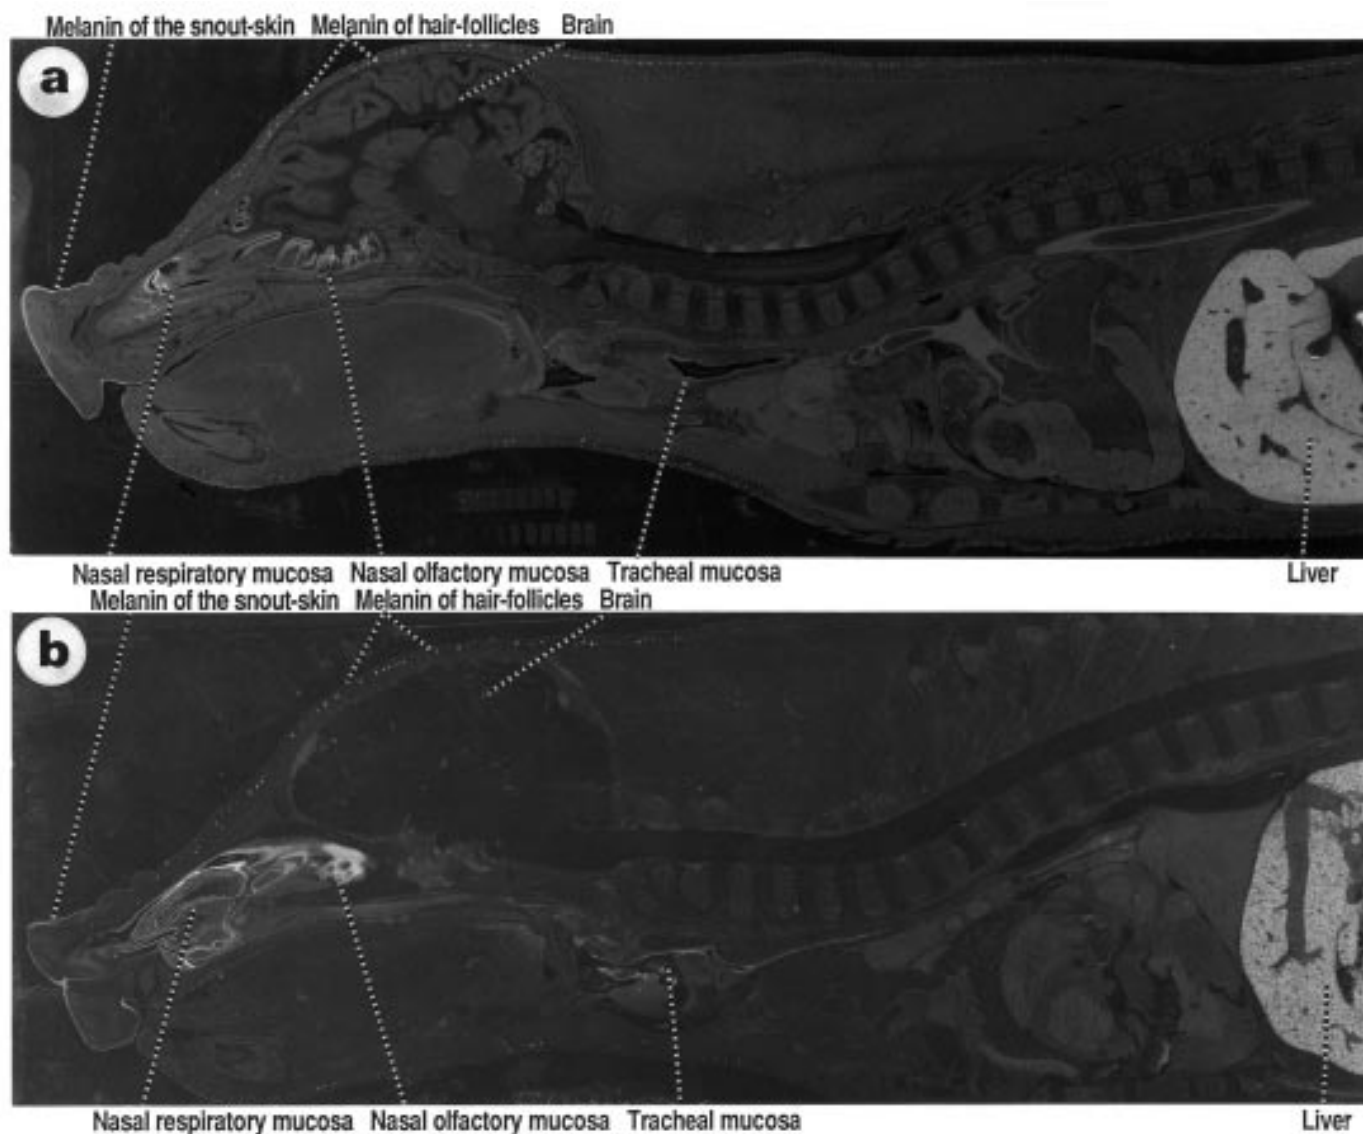 Melanin of the snout-skin Melanin of hair-follicles Brain
a
Nasal respiratory mucosa Nasal olfactory mucosa Tracheal mucosa Liver
Melanin of the snout-skin Melanin of hair-follicles Brain
b
Nasal respiratory mucosa Nasal olfactory mucosa Tracheal mucosa Liver